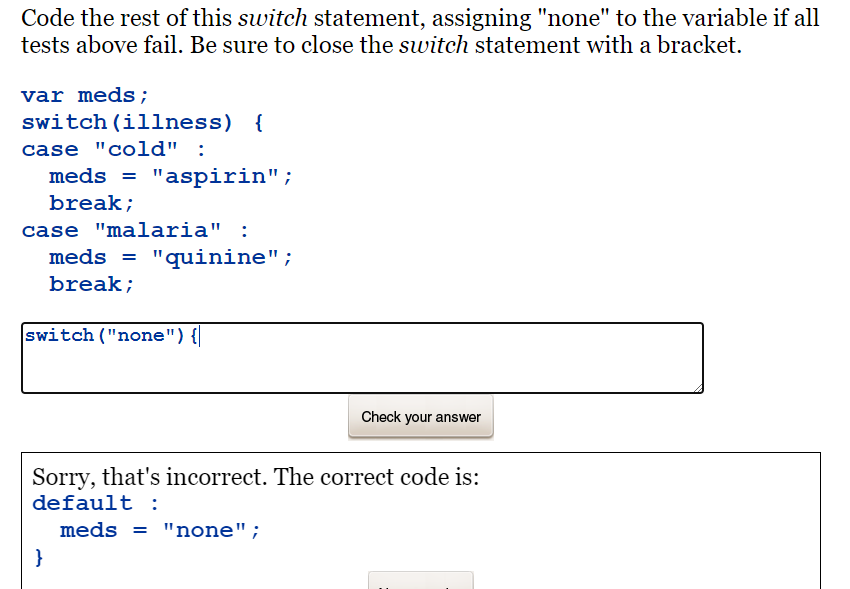 Code the rest of this switch statement, assigning "none" to the variable if all
tests above fail. Be sure to close the switch statement with a bracket.
var meds;
switch(illness) {
case "cold" :
  meds = "aspirin";
  break;
case "malaria" :
  meds = "quinine";
  break;
switch("none"){
Check your answer
Sorry, that's incorrect. The correct code is:
default :
  meds = "none";
}